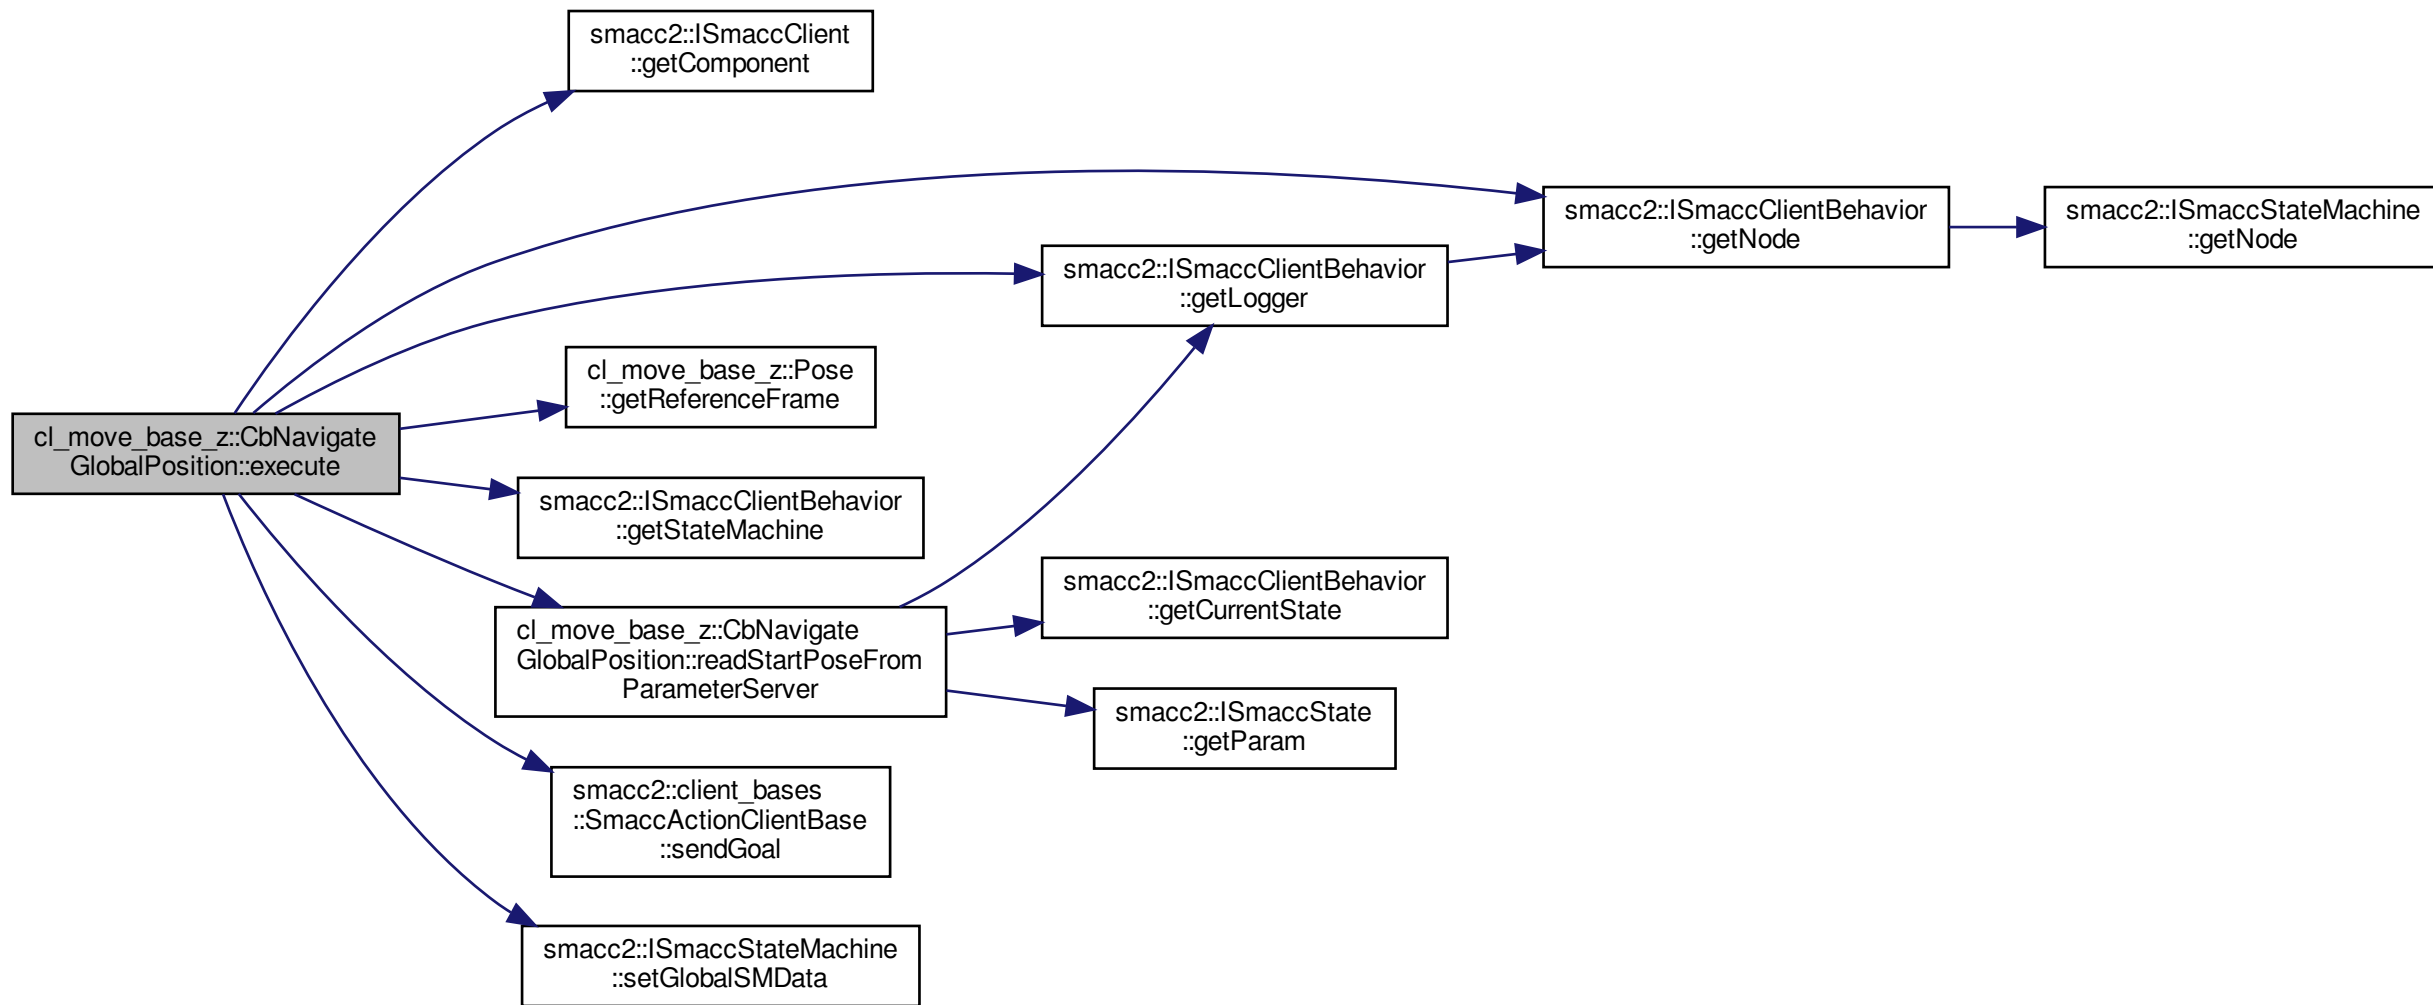 smacc2::ISmaccClient
::getComponent
smacc2::ISmaccClientBehavior
::getNode
smacc2::ISmaccStateMachine
::getNode
smacc2::ISmaccClientBehavior
::getLogger
cl_move_base_z::Pose
::getReferenceFrame
cl_move_base_z::CbNavigate
GlobalPosition::execute
smacc2::ISmaccClientBehavior
::getStateMachine
smacc2::ISmaccClientBehavior
::getCurrentState
cl_move_base_z::CbNavigate
GlobalPosition::readStartPoseFrom
ParameterServer
smacc2::ISmaccState
::getParam
smacc2::client_bases
::SmaccActionClientBase
::sendGoal
smacc2::ISmaccStateMachine
::setGlobalSMData